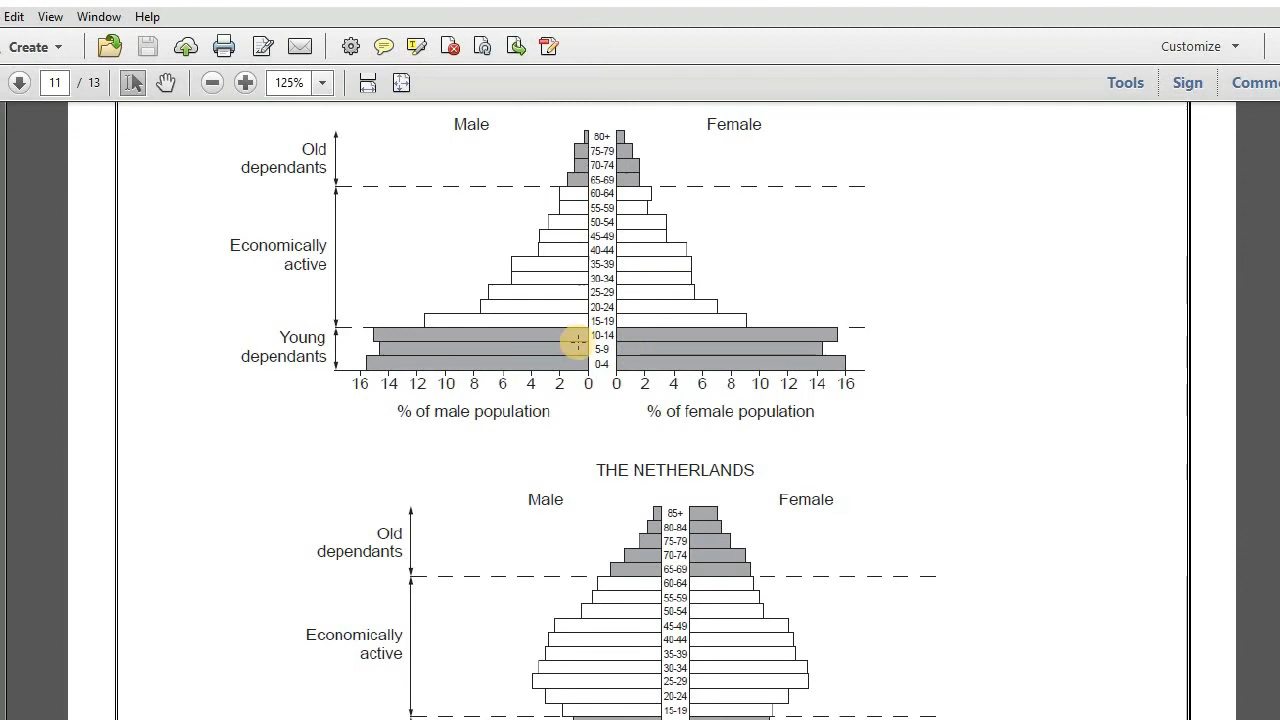 Edit View Window Help
Create
Customize
11 / 13
125%
Tools Sign Comme
Male Female
Old dependants
80+
75-79
70-74
65-69
Economically active
60-64
55-59
50-54
45-49
40-44
35-39
30-34
25-29
20-24
15-19
Young dependants
10-14
5-9
0-4
16 14 12 10 8 6 4 2 0 0 2 4 6 8 10 12 14 16
% of male population % of female population
THE NETHERLANDS
Male Female
Old dependants
85+
80-84
75-79
70-74
65-69
Economically active
60-64
55-59
50-54
45-49
40-44
35-39
30-34
25-29
20-24
15-19